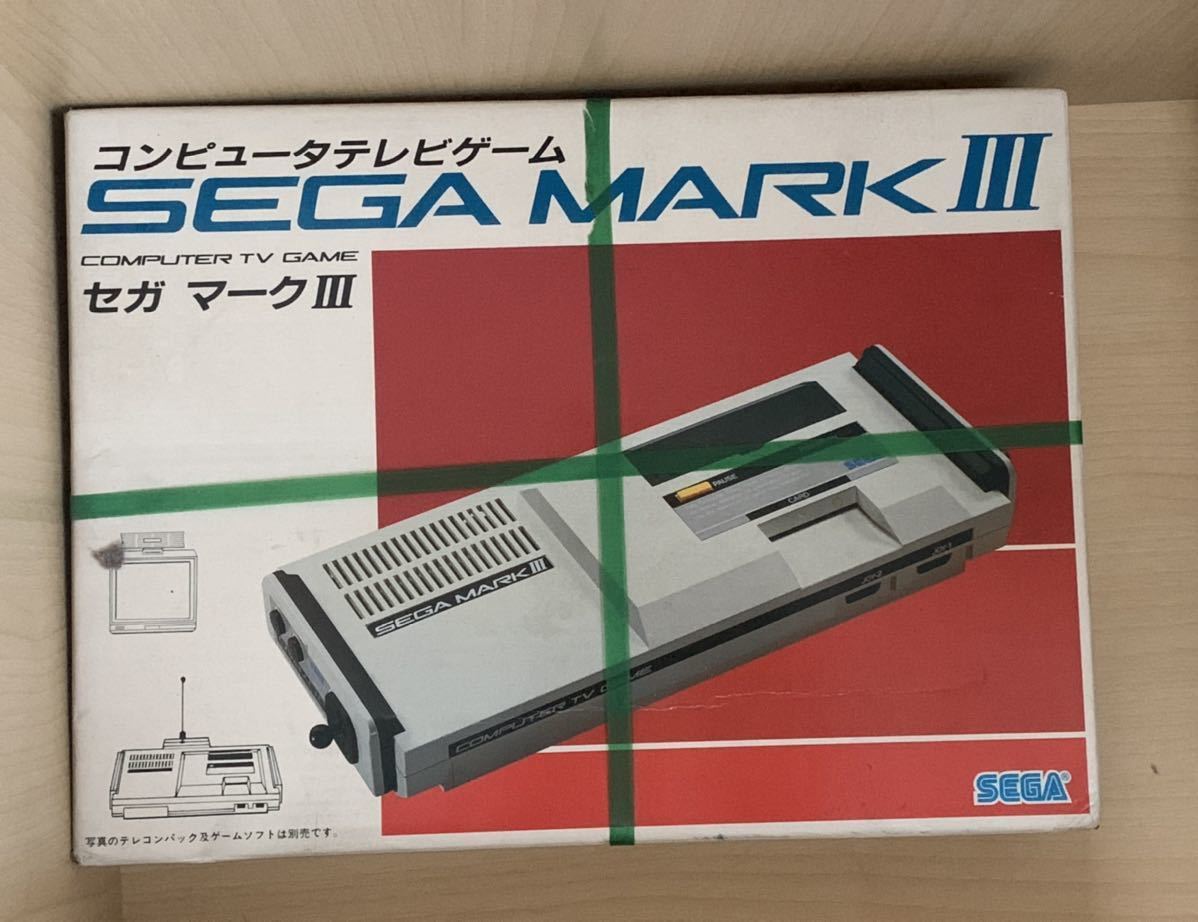 コンピュータテレビゲーム
SEGA MARK III
COMPUTER TV GAME
セガ マークIII
PAUSE
SEGA
CARD
JOY-1
JOY-2
SEGA MARK III
COMPUTER TV GAME
SEGA®
写真のテレコンパック及ゲームソフトは別売です。